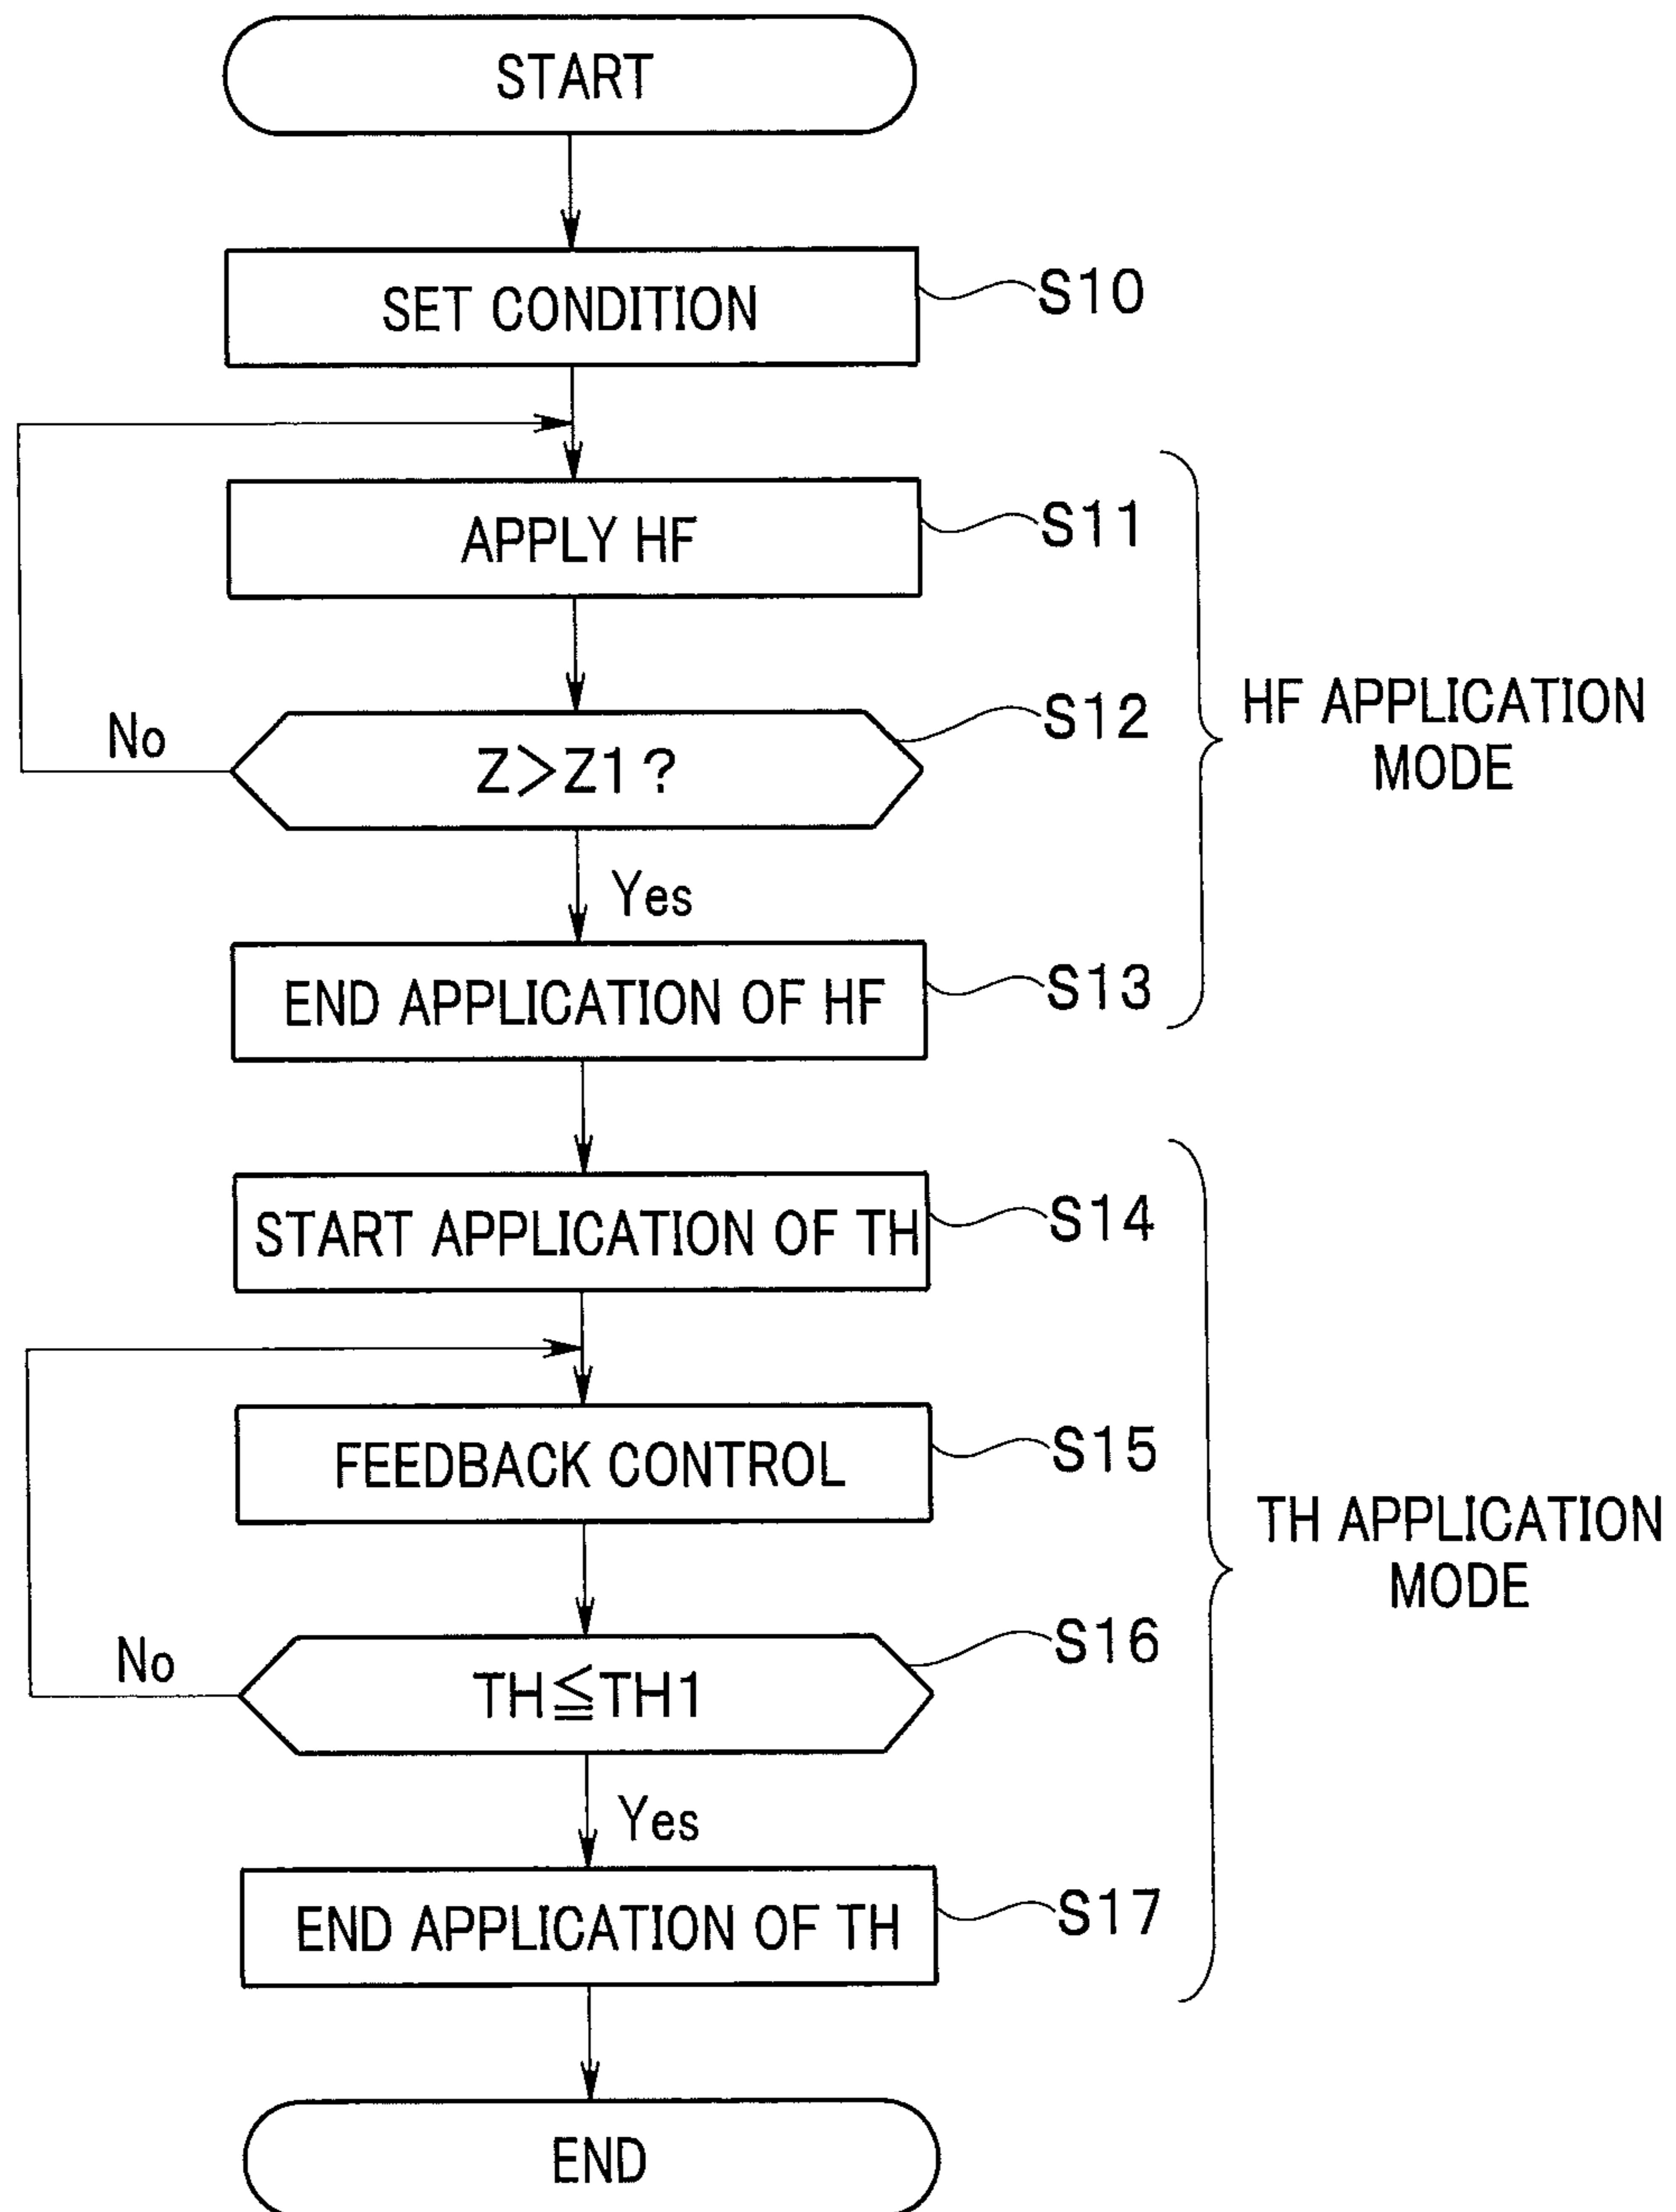 START
SET CONDITION
S10
APPLY HF
S11
No
Z>Z1?
S12
HF APPLICATION
MODE
Yes
END APPLICATION OF HF
S13
START APPLICATION OF TH
S14
FEEDBACK CONTROL
S15
TH APPLICATION
MODE
No
TH≦TH1
S16
Yes
END APPLICATION OF TH
S17
END